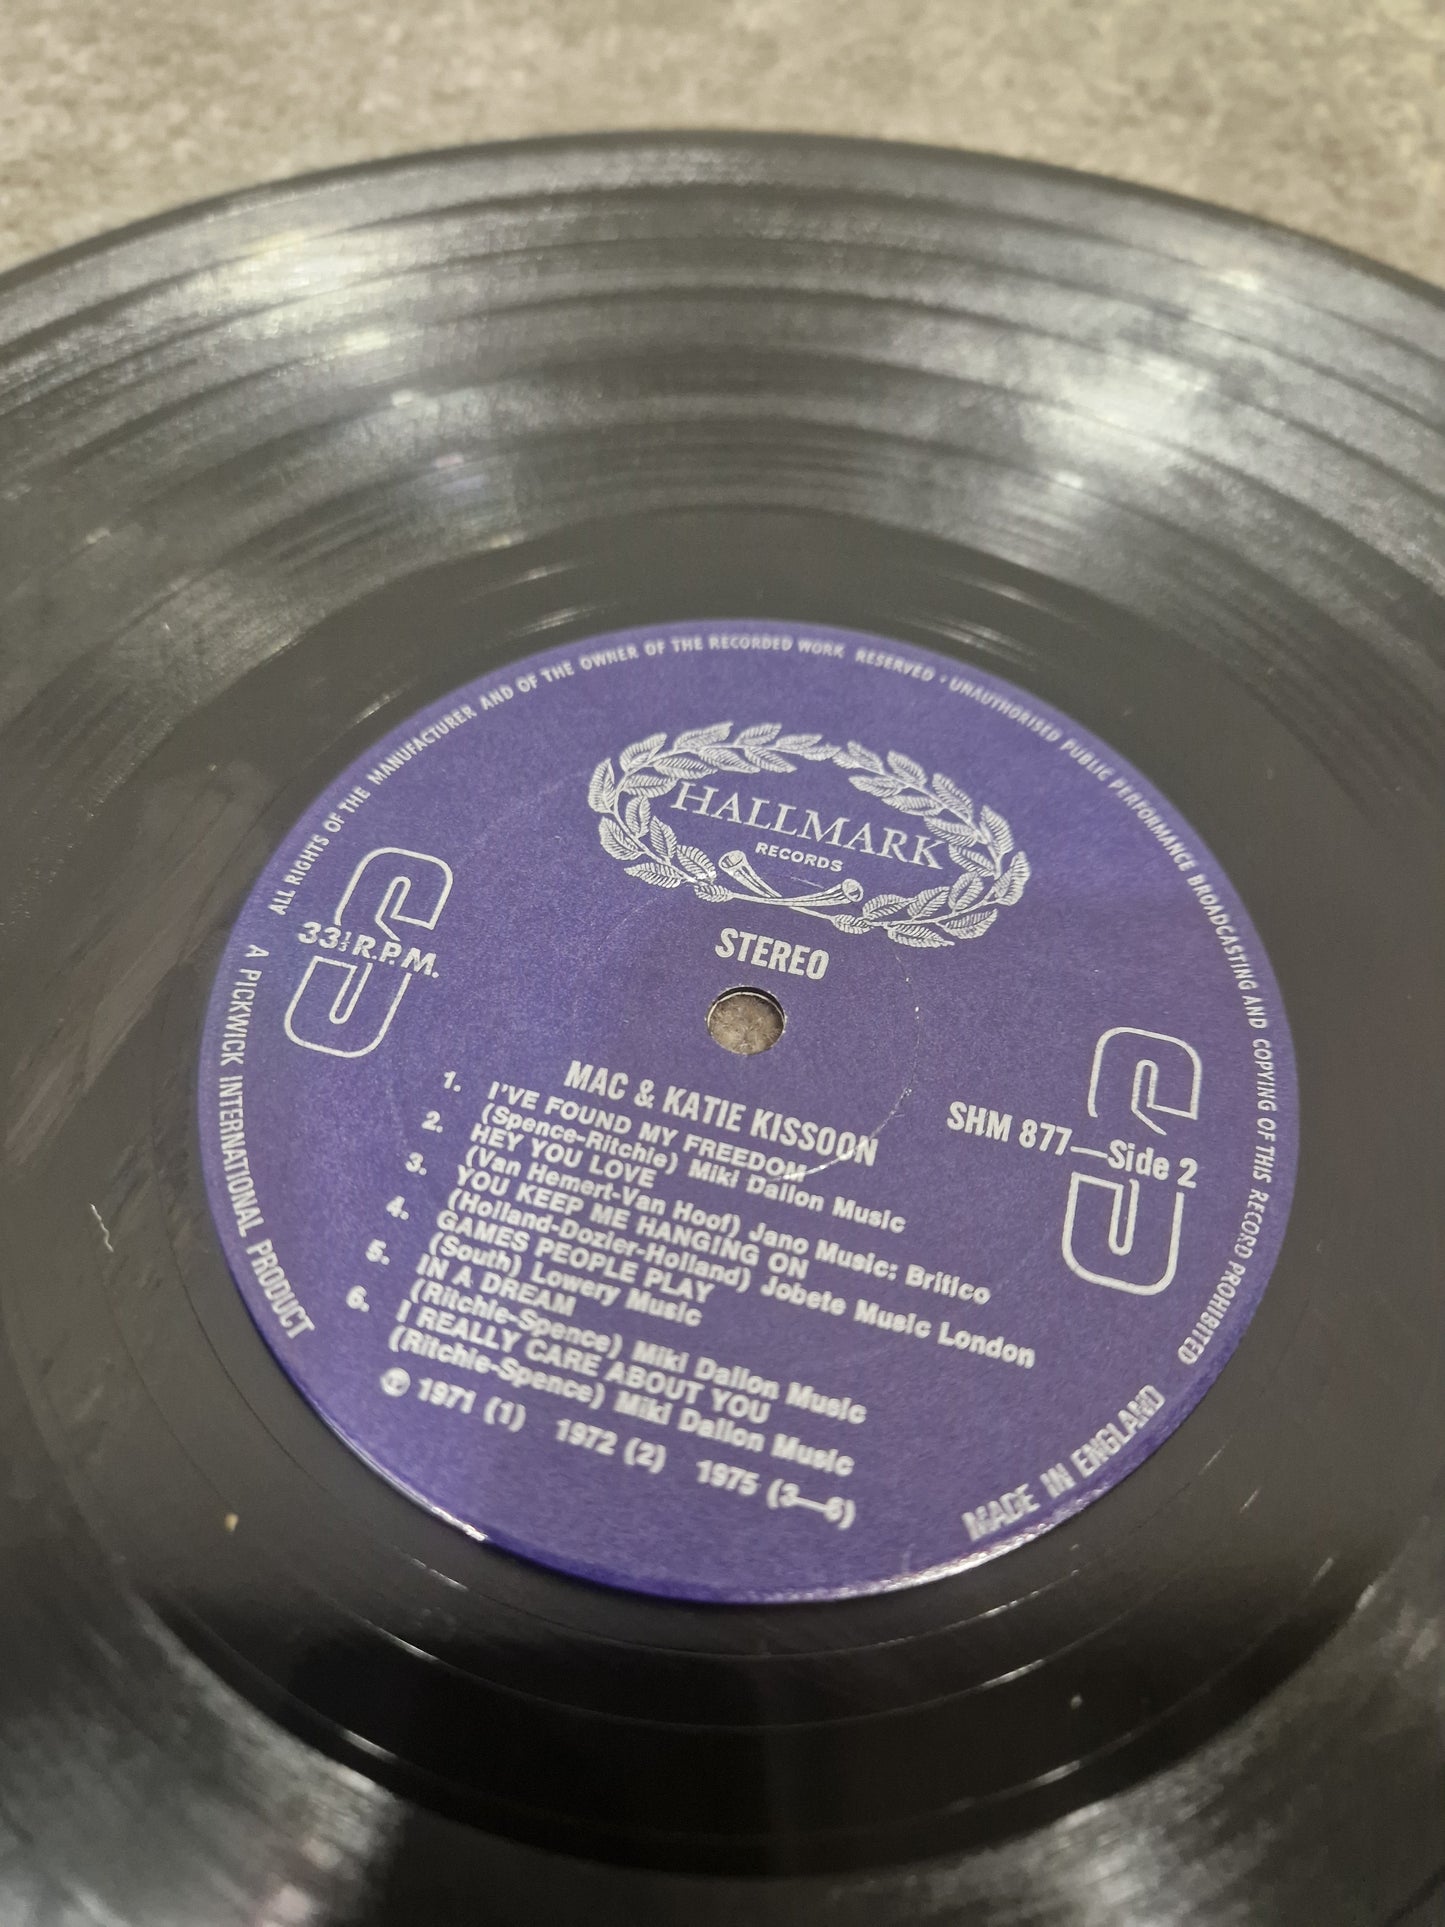 ALL RIGHTS OF THE MANUFACTURER AND OF THE OWNER OF THE RECORDED WORK RESERVED · UNAUTHORISED PUBLIC PERFORMANCE BROADCASTING AND COPYING OF THIS RECORD PROHIBITED
HALLMARK
RECORDS
STEREO
33⅓ R.P.M.
MAC & KATIE KISSOON
SHM 877—Side 2
1. I'VE FOUND MY FREEDOM
(Spence-Ritchie) Miki Dallon Music
2. HEY YOU LOVE
(Van Hemert-Van Hoof) Jano Music: Britico
3. YOU KEEP ME HANGING ON
(Holland-Dozier-Holland) Jobete Music London
4. GAMES PEOPLE PLAY
(South) Lowery Music
5. IN A DREAM
(Ritchie-Spence) Miki Dallon Music
6. I REALLY CARE ABOUT YOU
(Ritchie-Spence) Miki Dallon Music
Ⓟ 1971 (1) 1972 (2) 1975 (3—6)
A PICKWICK INTERNATIONAL PRODUCT
MADE IN ENGLAND